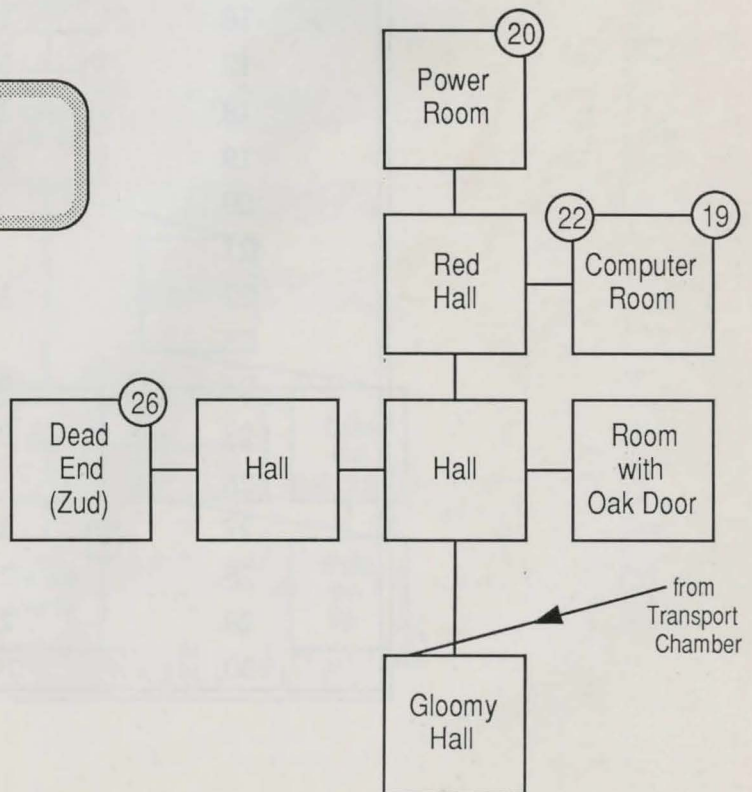 20
Power
Room
22
19
Red
Hall
Computer
Room
26
Dead
End
(Zud)
Hall
Hall
Room
with
Oak Door
from
Transport
Chamber
Gloomy
Hall